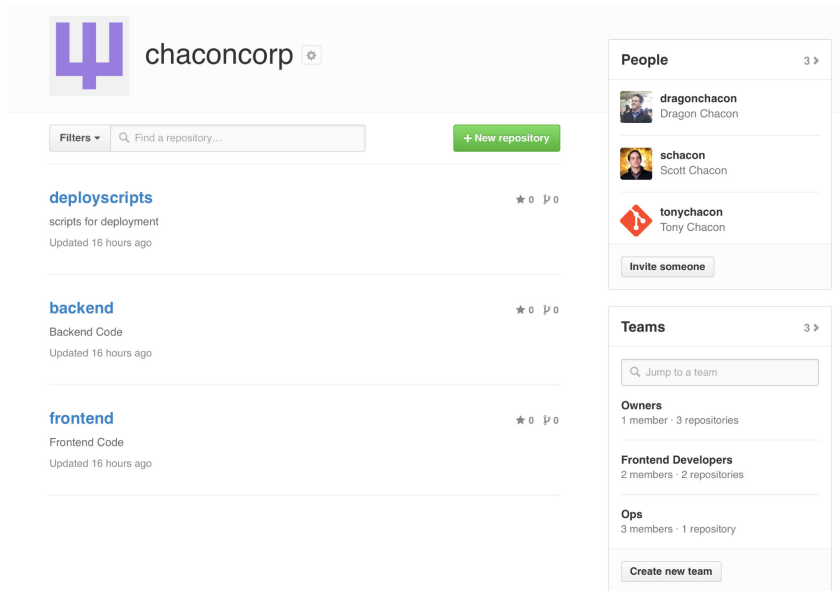 chaconcorp
Filters
Find a repository…
+ New repository
deployscripts
0 0
scripts for deployment
Updated 16 hours ago
backend
0 0
Backend Code
Updated 16 hours ago
frontend
0 0
Frontend Code
Updated 16 hours ago
People 3
dragonchacon
Dragon Chacon
schacon
Scott Chacon
tonychacon
Tony Chacon
Invite someone
Teams 3
Jump to a team
Owners
1 member · 3 repositories
Frontend Developers
2 members · 2 repositories
Ops
3 members · 1 repository
Create new team